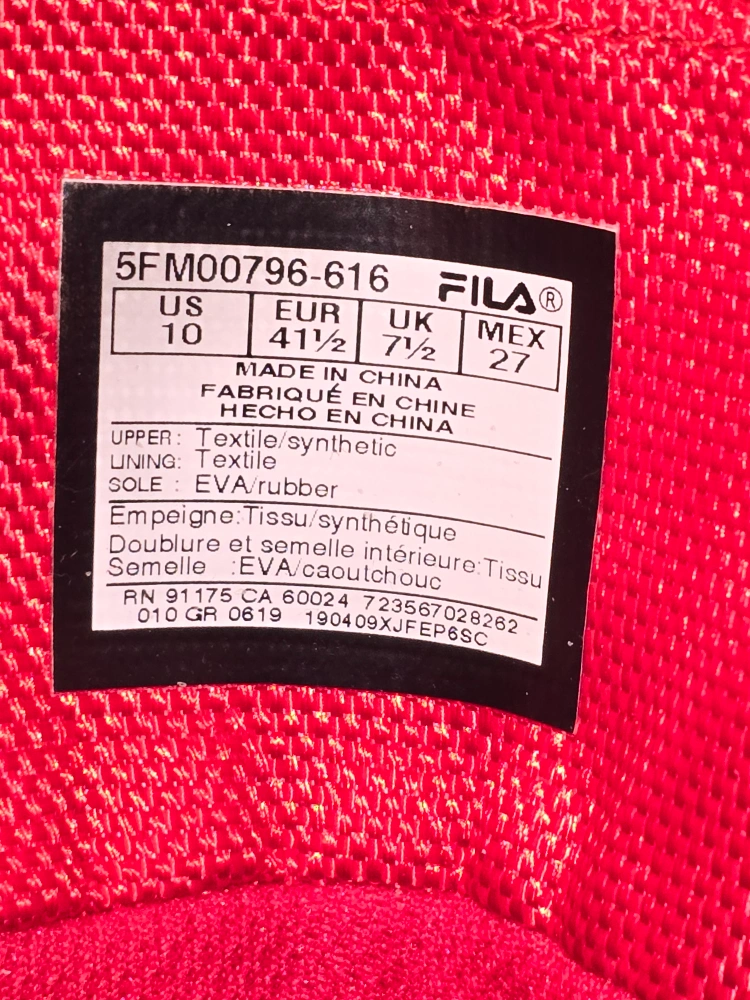 5FM00796-616 FILA®
US EUR UK MEX
10 41½ 7½ 27
MADE IN CHINA
FABRIQUÉ EN CHINE
HECHO EN CHINA
UPPER: Textile/synthetic
LINING: Textile
SOLE : EVA/rubber
Empeigne:Tissu/synthétique
Doublure et semelle intérieure:Tissu
Semelle :EVA/caoutchouc
RN 91175 CA 60024 723567028262
010 GR 0619 190409XJFEP6SC